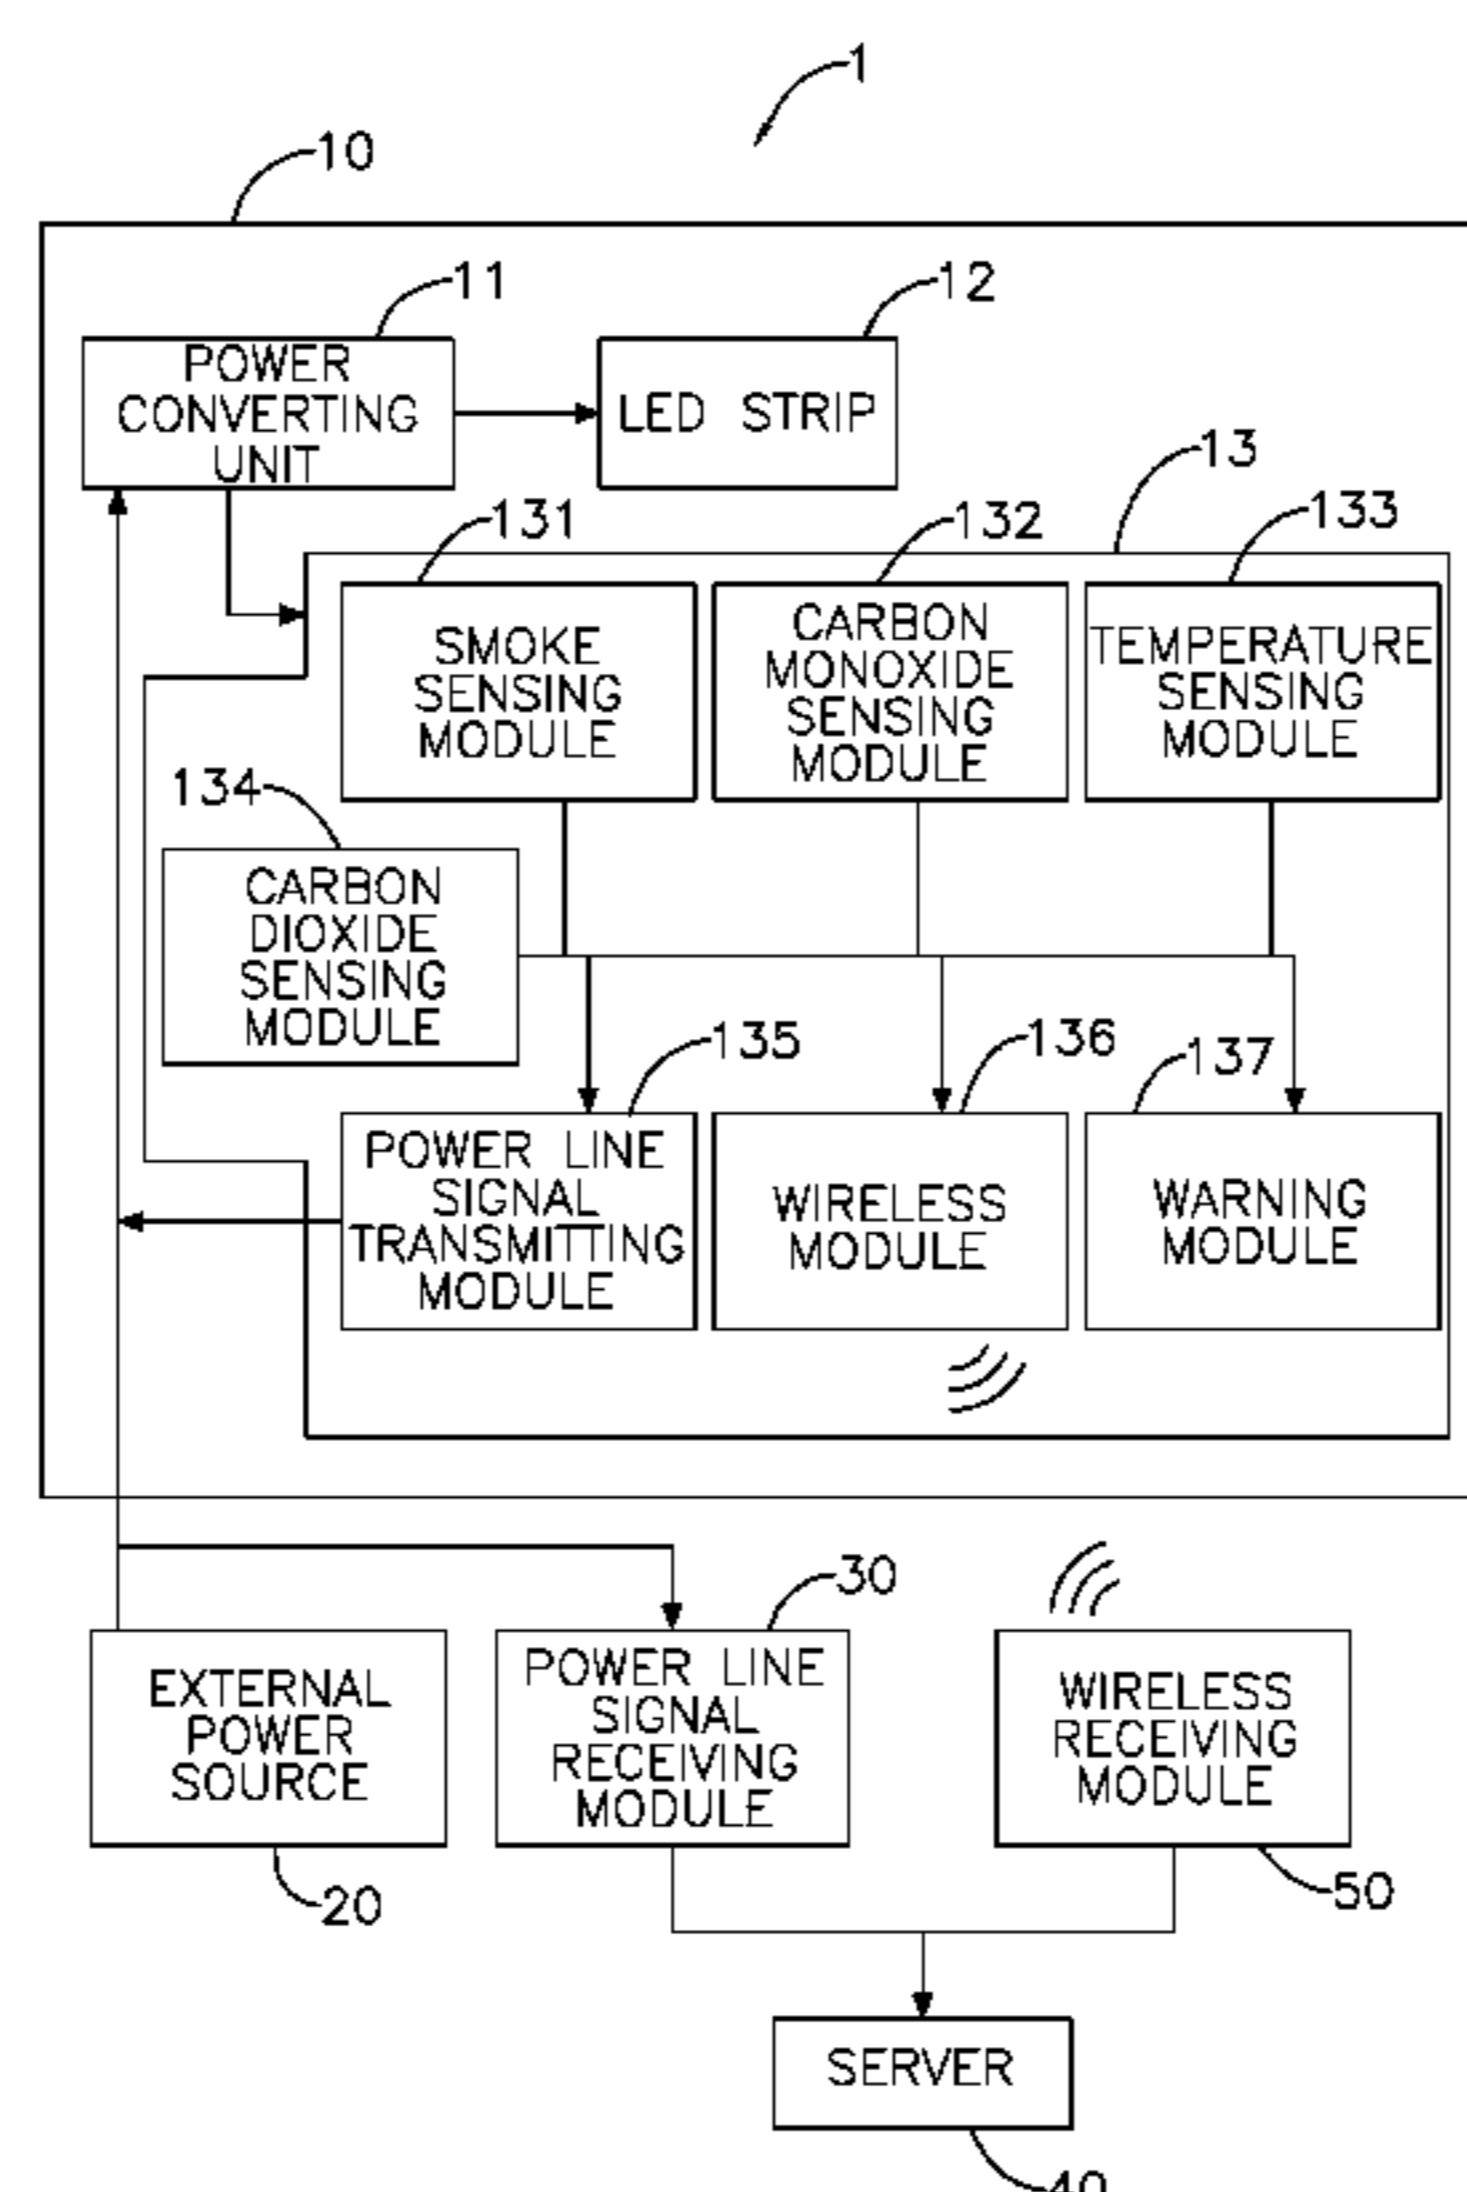 1
10
11
12
POWER
CONVERTING
UNIT
LED STRIP
13
131
132
133
SMOKE
SENSING
MODULE
CARBON
MONOXIDE
SENSING
MODULE
TEMPERATURE
SENSING
MODULE
134
CARBON
DIOXIDE
SENSING
MODULE
135
136
137
POWER LINE
SIGNAL
TRANSMITTING
MODULE
WIRELESS
MODULE
WARNING
MODULE
30
EXTERNAL
POWER
SOURCE
POWER LINE
SIGNAL
RECEIVING
MODULE
WIRELESS
RECEIVING
MODULE
20
50
SERVER
40